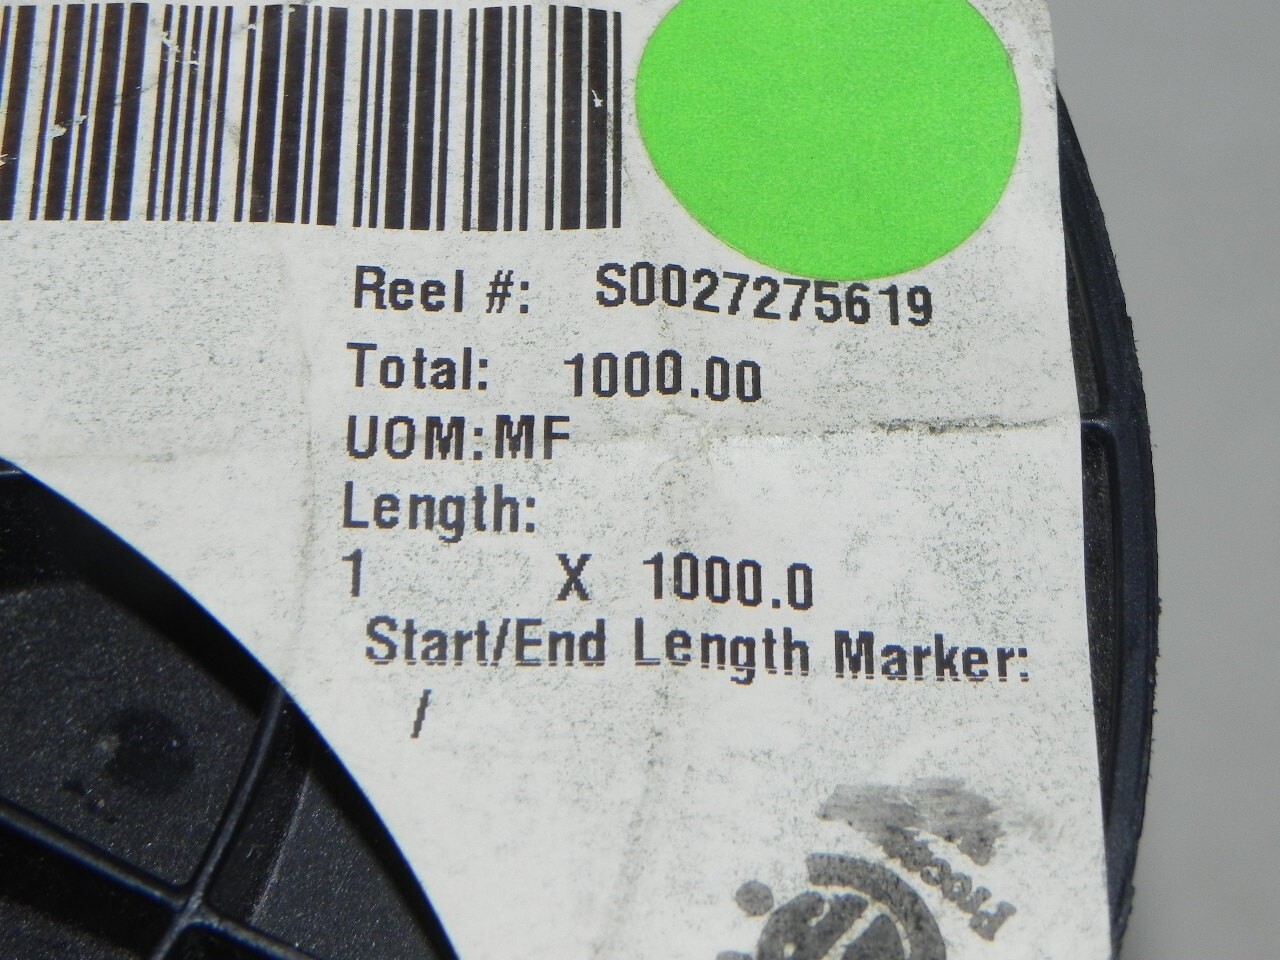 Reel #: S0027275619
Total: 1000.00
UOM:MF
Length:
1 X 1000.0
Start/End Length Marker:
/